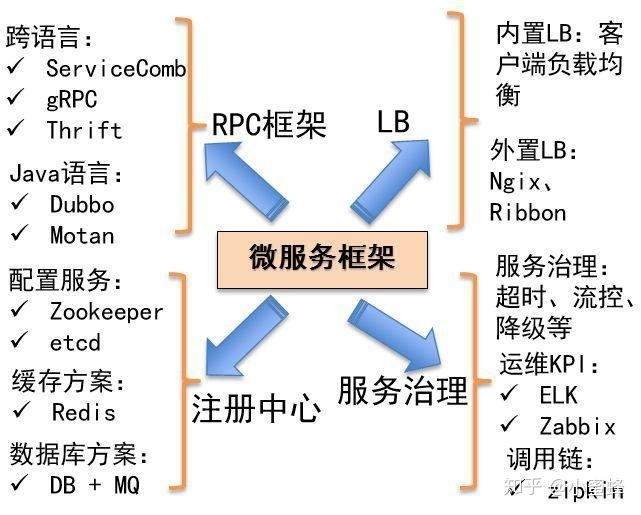 跨语言：
✓ ServiceComb
✓ gRPC
✓ Thrift
Java语言：
✓ Dubbo
✓ Motan
RPC框架
LB
内置LB：客
户端负载均
衡
外置LB：
Ngix、
Ribbon
微服务框架
配置服务：
✓ Zookeeper
✓ etcd
缓存方案：
✓ Redis
数据库方案：
✓ DB + MQ
注册中心
服务治理
服务治理：
超时、流控、
降级等
运维KPI：
✓ ELK
✓ Zabbix
调用链：
✓ zipkin
知乎 @小蜜蜂